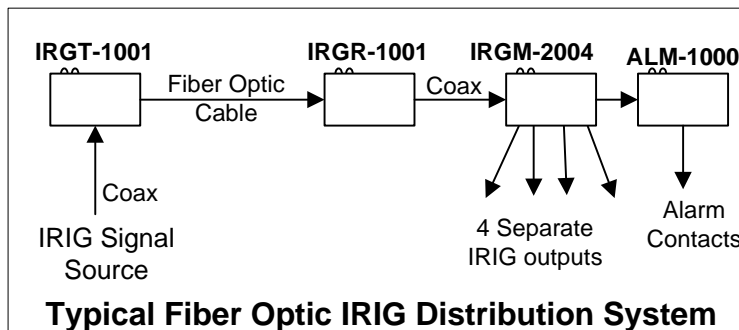 IRGT-1001
IRGR-1001
IRGM-2004
ALM-1000
Fiber Optic
Cable
Coax
Coax
IRIG Signal
Source
4 Separate
IRIG outputs
Alarm
Contacts
Typical Fiber Optic IRIG Distribution System